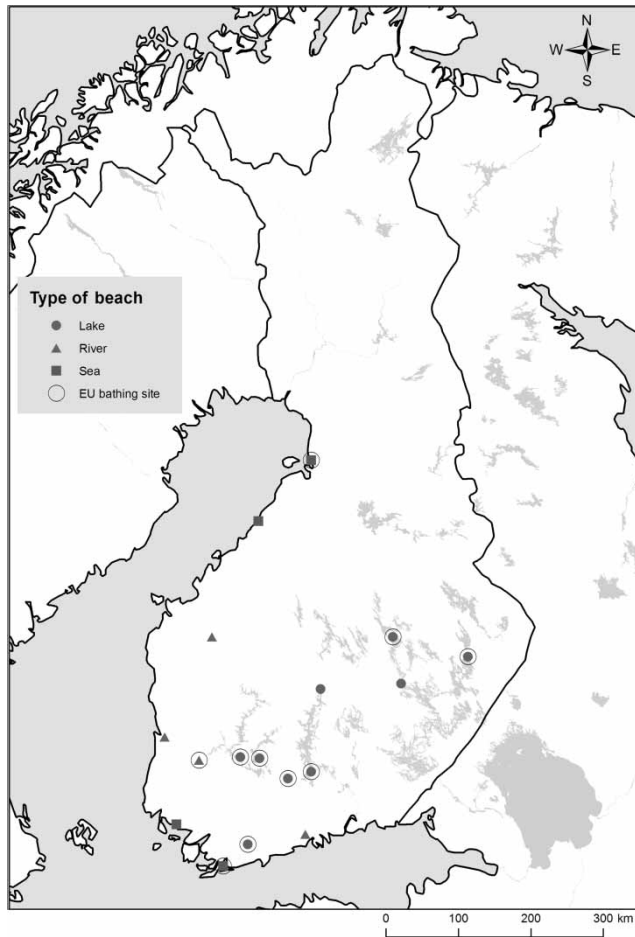 N
W E
S
Type of beach
Lake
River
Sea
EU bathing site
0 100 200 300 km